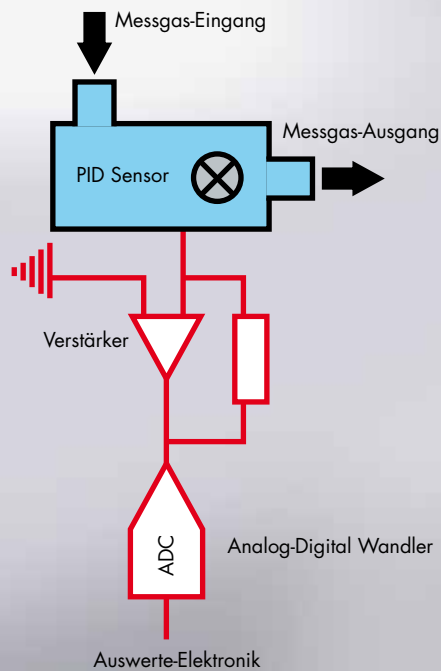 Messgas-Eingang
Messgas-Ausgang
PID Sensor
Verstärker
ADC
Analog-Digital Wandler
Auswerte-Elektronik